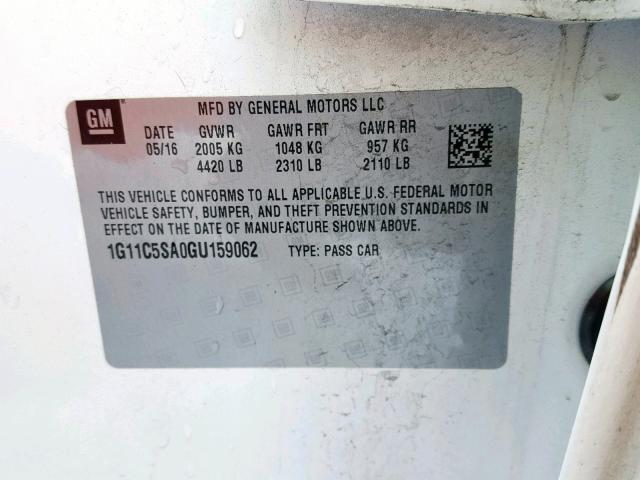 GM
MFD BY GENERAL MOTORS LLC
DATE GVWR GAWR FRT GAWR RR
05/16 2005 KG 1048 KG 957 KG
4420 LB 2310 LB 2110 LB
THIS VEHICLE CONFORMS TO ALL APPLICABLE U.S. FEDERAL MOTOR
VEHICLE SAFETY, BUMPER, AND THEFT PREVENTION STANDARDS IN
EFFECT ON THE DATE OF MANUFACTURE SHOWN ABOVE.
1G11C5SA0GU159062 TYPE: PASS CAR